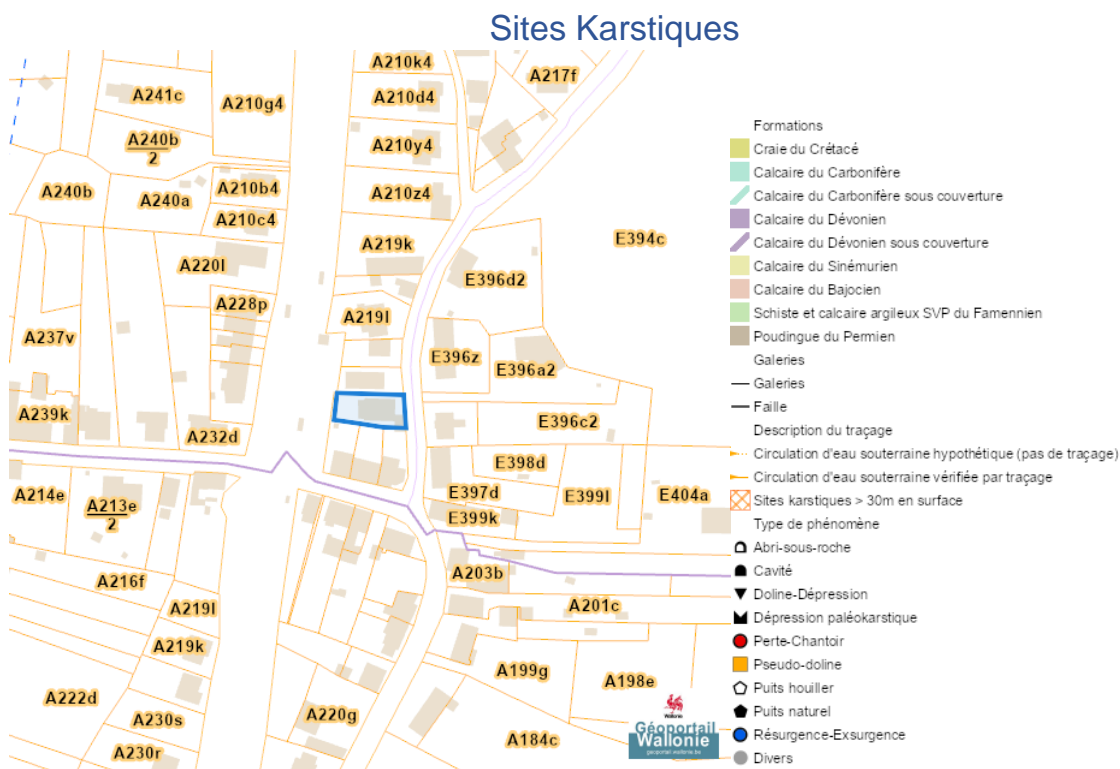 Sites Karstiques
A210k4
A217f
A241c
A210g4
A210d4
A240b
2
A210y4
A240b
A240a
A210b4
A210z4
A210c4
A219k
E394c
A220l
E396d2
A228p
A219l
A237v
E396z
E396a2
A239k
A232d
E396c2
E398d
A214e
A213e
2
E397d
E399l
E404a
E399k
A216f
A203b
A219l
A201c
A219k
A199g
A198e
A222d
A230s
A220g
A184c
A230r
Wallonie
Géoportail
Wallonie
geoportail.wallonie.be
Formations
Craie du Crétacé
Calcaire du Carbonifère
Calcaire du Carbonifère sous couverture
Calcaire du Dévonien
Calcaire du Dévonien sous couverture
Calcaire du Sinémurien
Calcaire du Bajocien
Schiste et calcaire argileux SVP du Famennien
Poudingue du Permien
Galeries
Galeries
Faille
Description du traçage
Circulation d'eau souterraine hypothétique (pas de traçage)
Circulation d'eau souterraine vérifiée par traçage
Sites karstiques > 30m en surface
Type de phénomène
Abri-sous-roche
Cavité
Doline-Dépression
Dépression paléokarstique
Perte-Chantoir
Pseudo-doline
Puits houiller
Puits naturel
Résurgence-Exsurgence
Divers